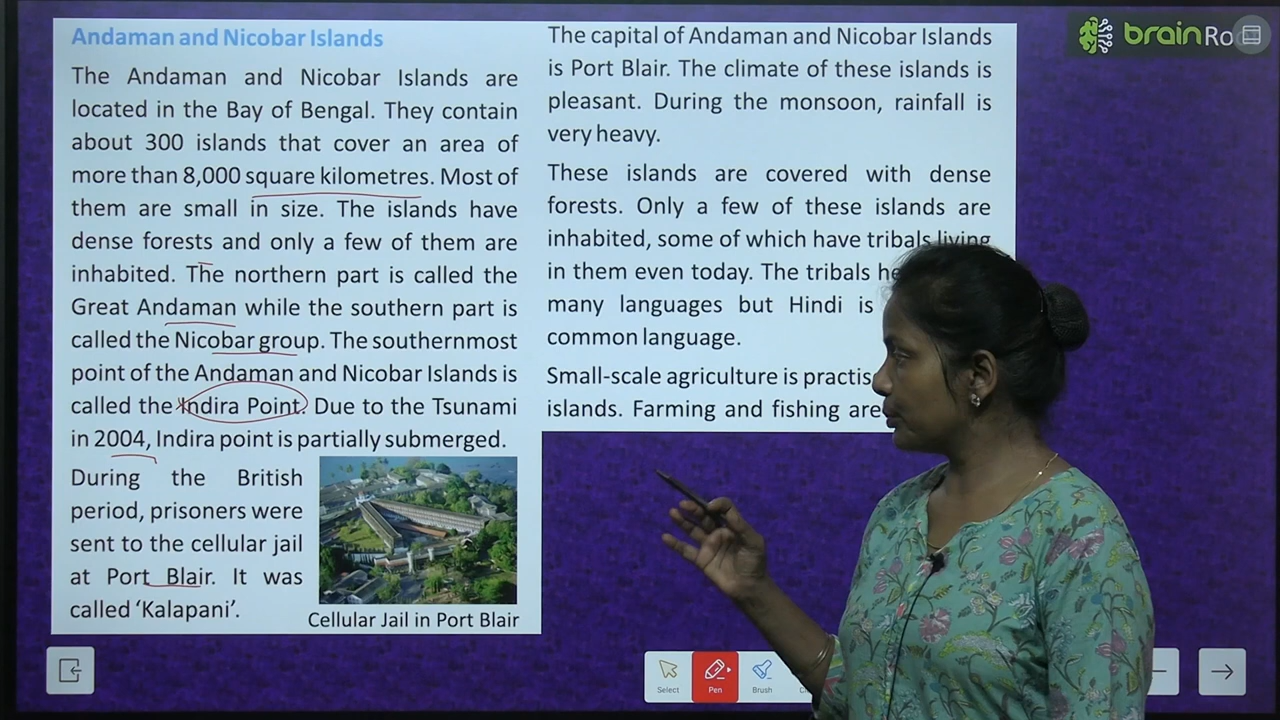 Andaman and Nicobar Islands
The Andaman and Nicobar Islands are
located in the Bay of Bengal. They contain
about 300 islands that cover an area of
more than 8,000 square kilometres. Most of
them are small in size. The islands have
dense forests and only a few of them are
inhabited. The northern part is called the
Great Andaman while the southern part is
called the Nicobar group. The southernmost
point of the Andaman and Nicobar Islands is
called the Indira Point. Due to the Tsunami
in 2004, Indira point is partially submerged.
During the British
period, prisoners were
sent to the cellular jail
at Port Blair. It was
called ‘Kalapani’.
Cellular Jail in Port Blair
The capital of Andaman and Nicobar Islands
is Port Blair. The climate of these islands is
pleasant. During the monsoon, rainfall is
very heavy.
These islands are covered with dense
forests. Only a few of these islands are
inhabited, some of which have tribals living
in them even today. The tribals
many languages but Hindi is
common language.
Small-scale agriculture is
islands. Farming and fishing are
brain
Select
Pen
Brush